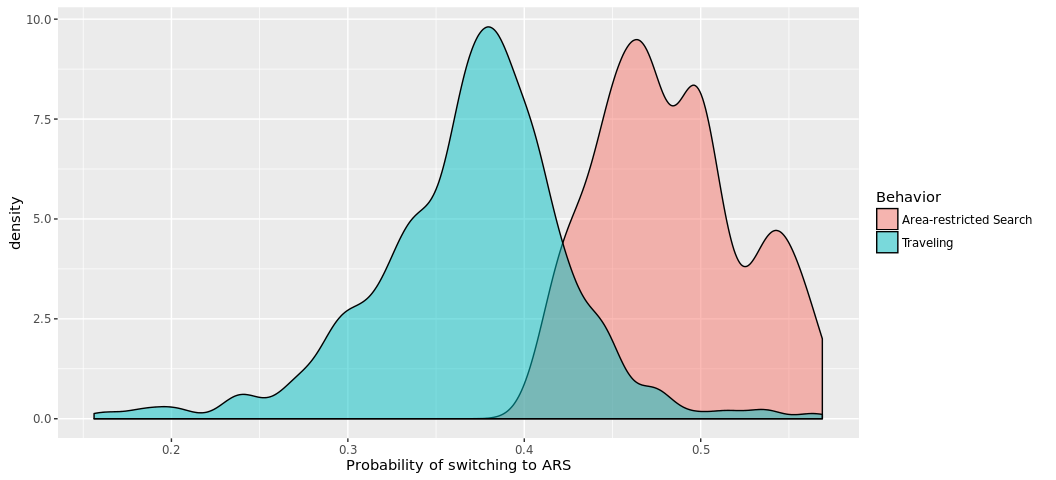 10.0
7.5
5.0
2.5
0.0
density
0.2 0.3 0.4 0.5
Probability of switching to ARS
Behavior
Area-restricted Search
Traveling